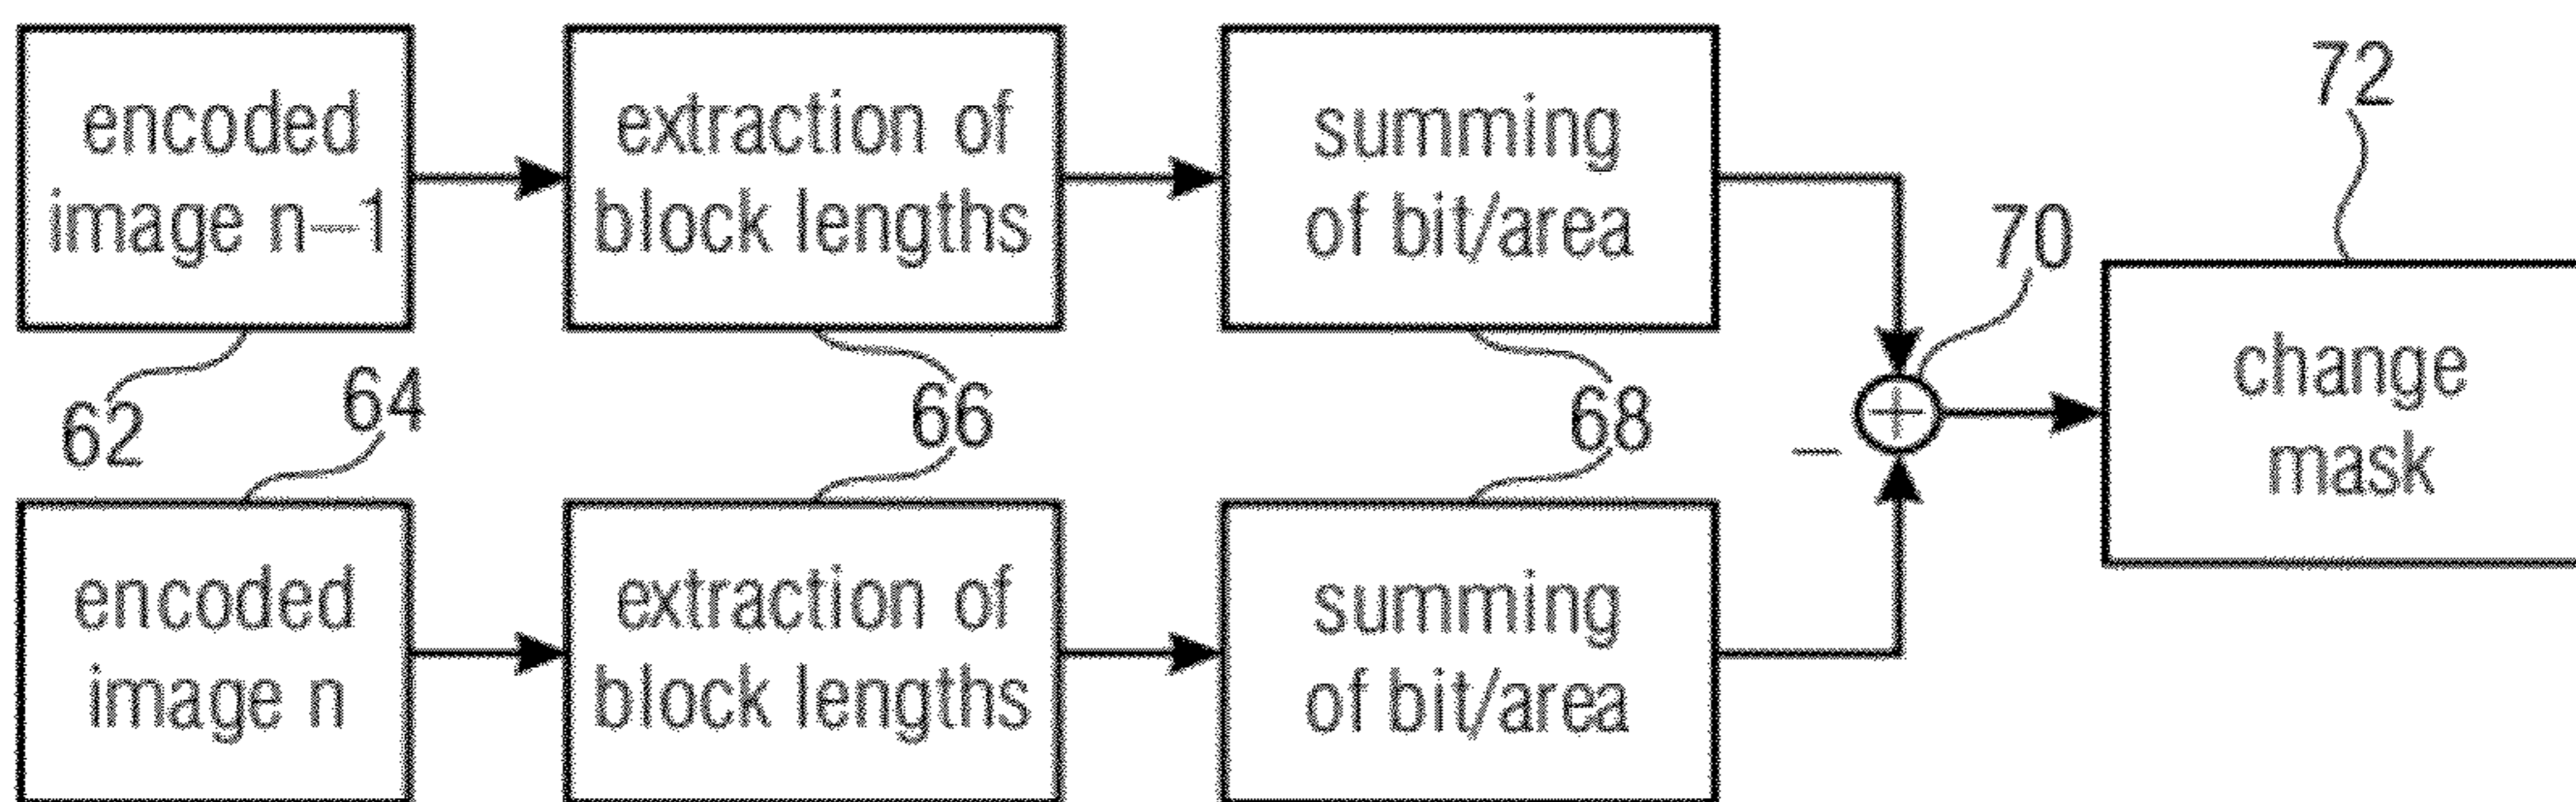 encoded
image n–1
extraction of
block lengths
summing
of bit/area
72
70
62
64
66
68
+
–
change
mask
encoded
image n
extraction of
block lengths
summing
of bit/area